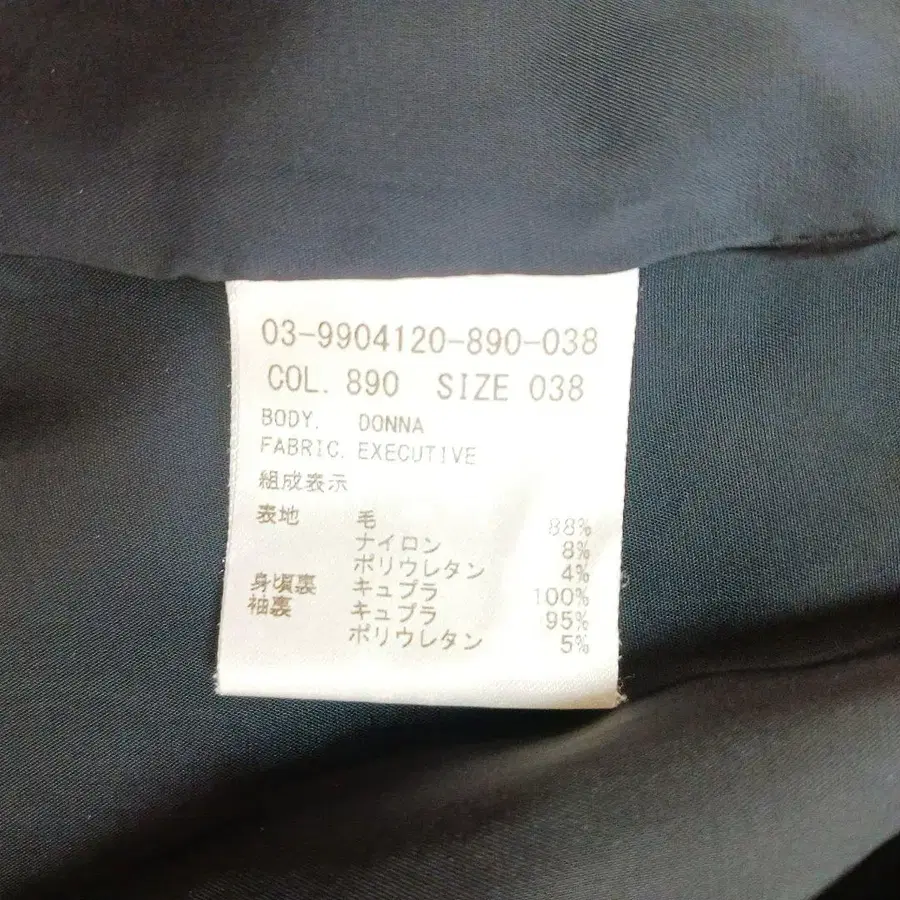 03-9904120-890-038
COL. 890 SIZE 038
BODY. DONNA
FABRIC. EXECUTIVE
組成表示
表地 毛 88%
ナイロン 8%
ポリウレタン 4%
身頃裏 キュプラ 100%
袖裏 キュプラ 95%
ポリウレタン 5%